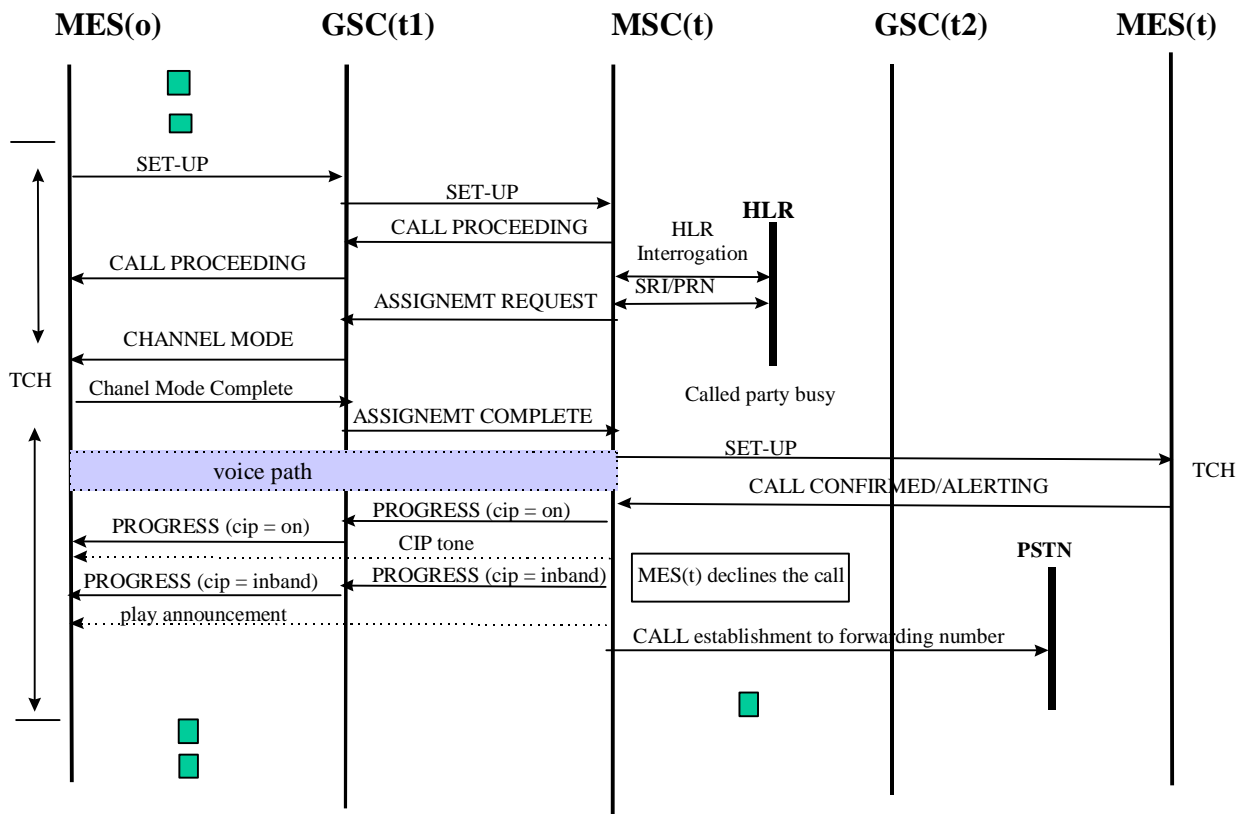 MES(o) GSC(t1) MSC(t) GSC(t2) MES(t)
SET-UP
SET-UP
HLR
CALL PROCEEDING
HLR
Interrogation
CALL PROCEEDING
SRI/PRN
ASSIGNEMT REQUEST
CHANNEL MODE
TCH
Chanel Mode Complete
Called party busy
ASSIGNEMT COMPLETE
SET-UP
voice path
TCH
CALL CONFIRMED/ALERTING
PROGRESS (cip = on)
PROGRESS (cip = on)
CIP tone
PSTN
PROGRESS (cip = inband)
PROGRESS (cip = inband)
MES(t) declines the call
play announcement
CALL establishment to forwarding number